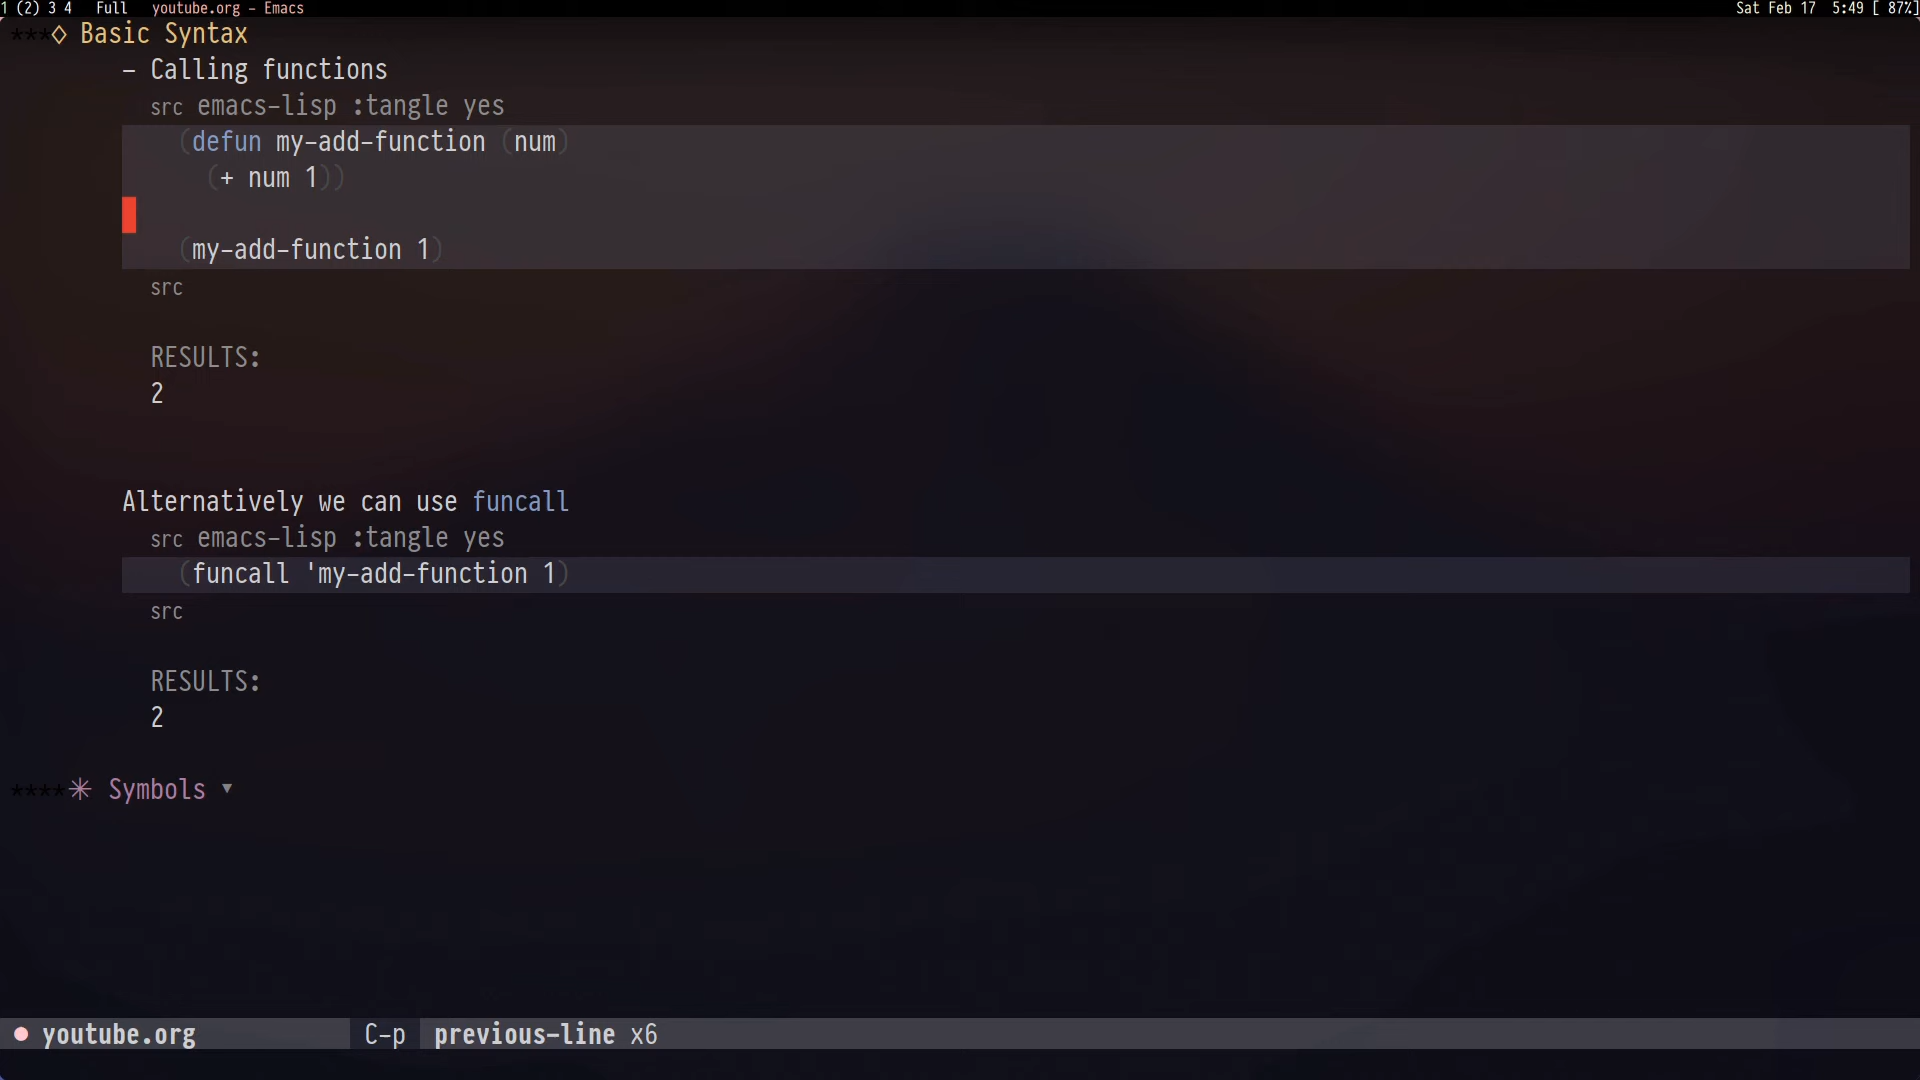 1 (2) 3 4 Full youtube.org – Emacs Sat Feb 17 5:49 [ 87%]
***◇ Basic Syntax
– Calling functions
src emacs-lisp :tangle yes
(defun my-add-function (num)
(+ num 1))
(my-add-function 1)
src
RESULTS:
2
Alternatively we can use funcall
src emacs-lisp :tangle yes
(funcall 'my-add-function 1)
src
RESULTS:
2
****✳ Symbols ▾
● youtube.org C-p previous-line x6